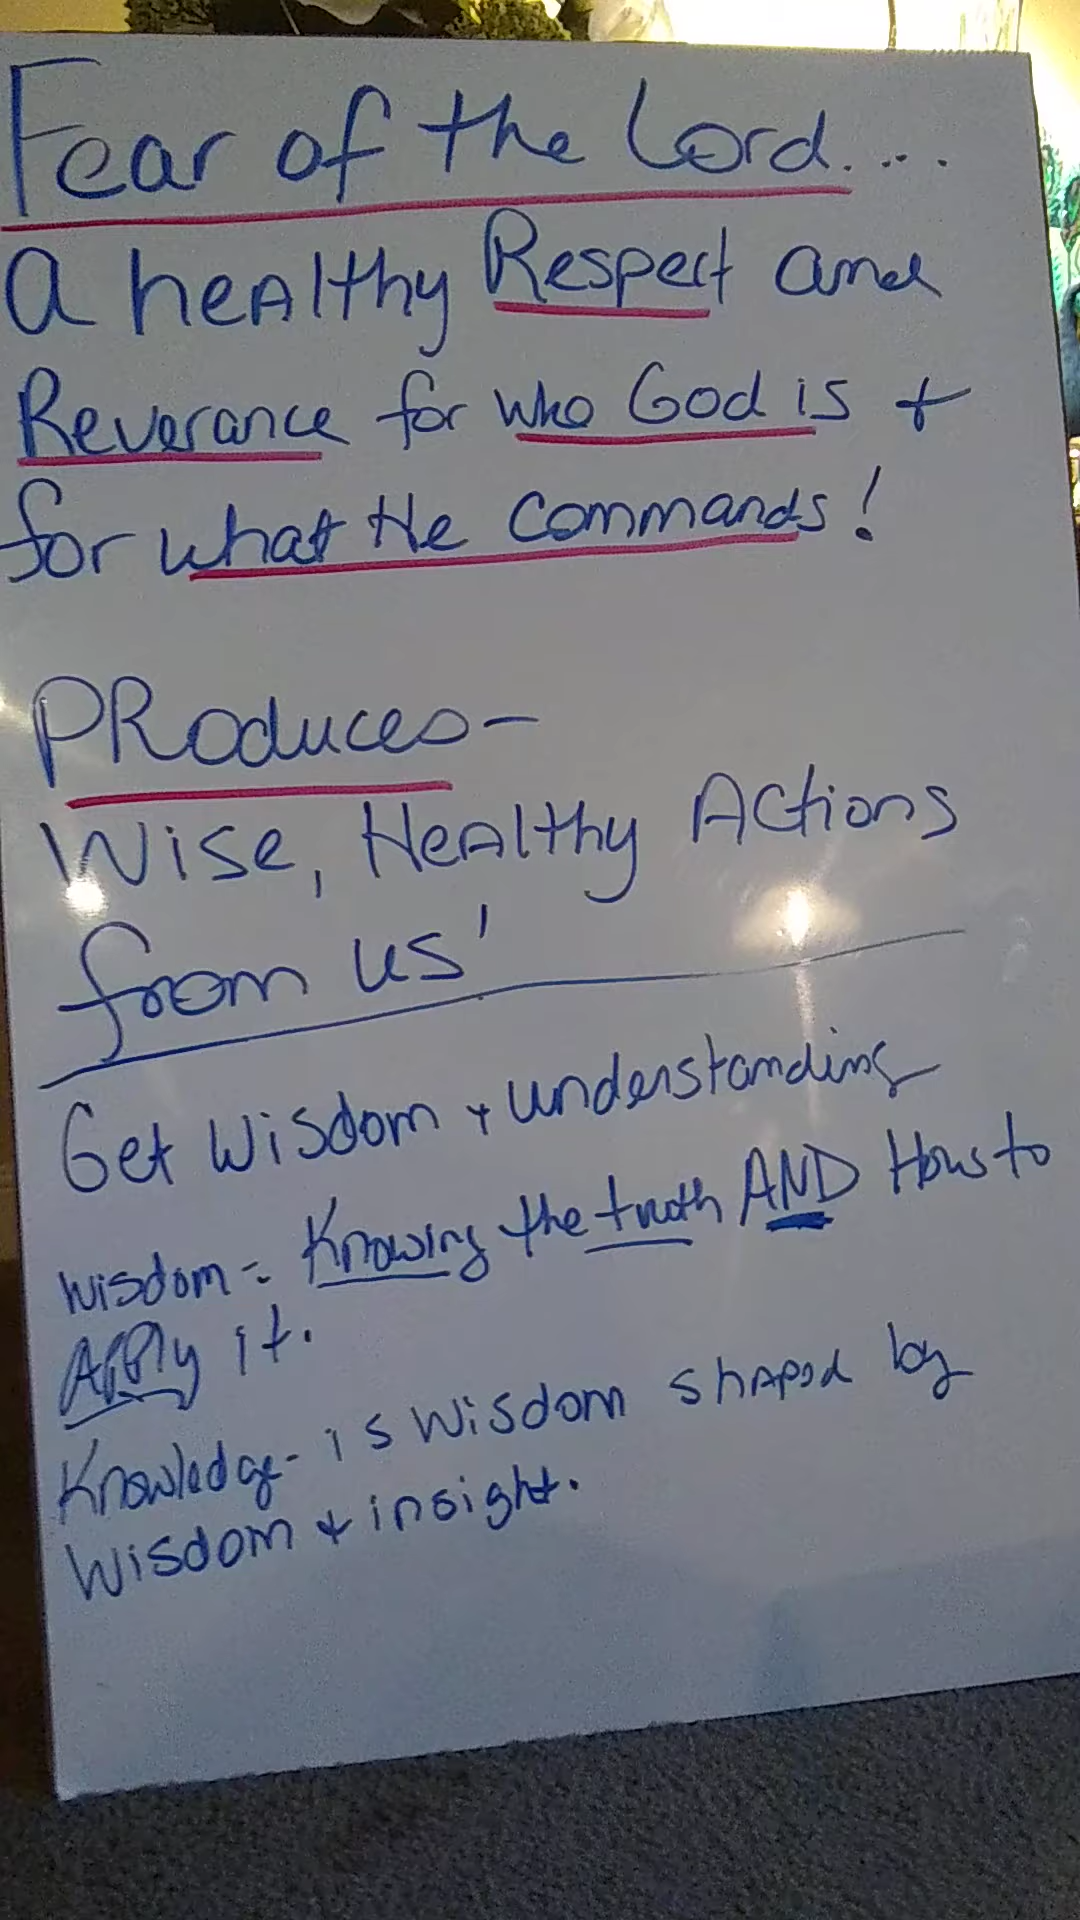 Fear of the Lord....
A healthy Respect and
Reverance for who God is +
for what He commands!
PRoduces-
Wise, Healthy Actions
from us'
Get Wisdom + understanding
Wisdom = Knowing the truth AND How to
Apply it.
Knowledge- is wisdom shaped by
Wisdom + insight.